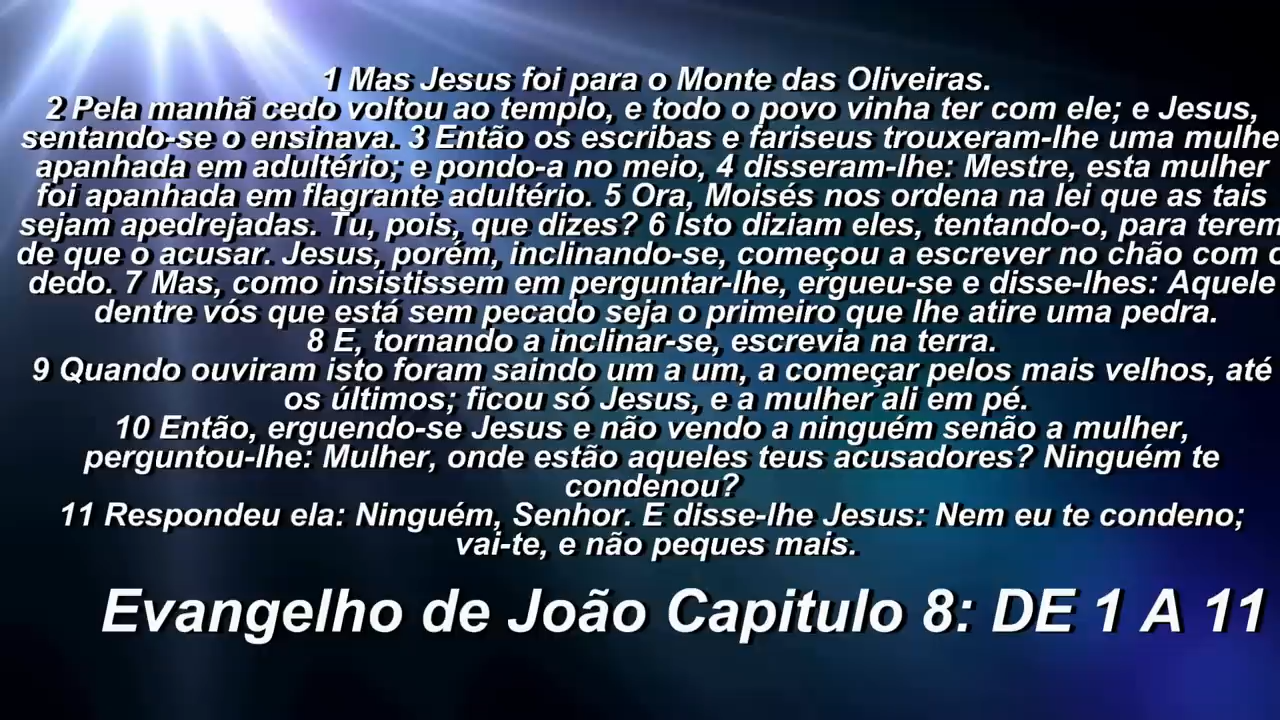 1 Mas Jesus foi para o Monte das Oliveiras.
2 Pela manhã cedo voltou ao templo, e todo o povo vinha ter com ele; e Jesus,
sentando-se o ensinava. 3 Então os escribas e fariseus trouxeram-lhe uma mulhe
apanhada em adultério; e pondo-a no meio, 4 disseram-lhe: Mestre, esta mulher
foi apanhada em flagrante adultério. 5 Ora, Moisés nos ordena na lei que as tais
sejam apedrejadas. Tu, pois, que dizes? 6 Isto diziam eles, tentando-o, para terem
de que o acusar. Jesus, porém, inclinando-se, começou a escrever no chão com o
dedo. 7 Mas, como insistissem em perguntar-lhe, ergueu-se e disse-lhes: Aquele
dentre vós que está sem pecado seja o primeiro que lhe atire uma pedra.
8 E, tornando a inclinar-se, escrevia na terra.
9 Quando ouviram isto foram saindo um a um, a começar pelos mais velhos, até
os últimos; ficou só Jesus, e a mulher ali em pé.
10 Então, erguendo-se Jesus e não vendo a ninguém senão a mulher,
perguntou-lhe: Mulher, onde estão aqueles teus acusadores? Ninguém te
condenou?
11 Respondeu ela: Ninguém, Senhor. E disse-lhe Jesus: Nem eu te condeno;
vai-te, e não peques mais.
Evangelho de João Capitulo 8: DE 1 A 11